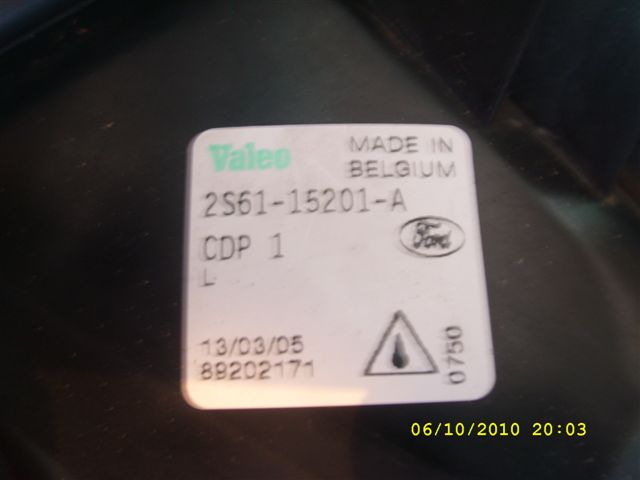 Valeo MADE IN
BELGIUM
2S61-15201-A
CDP 1
Ford
L
13/03/05
89202171
0750
06/10/2010 20:03